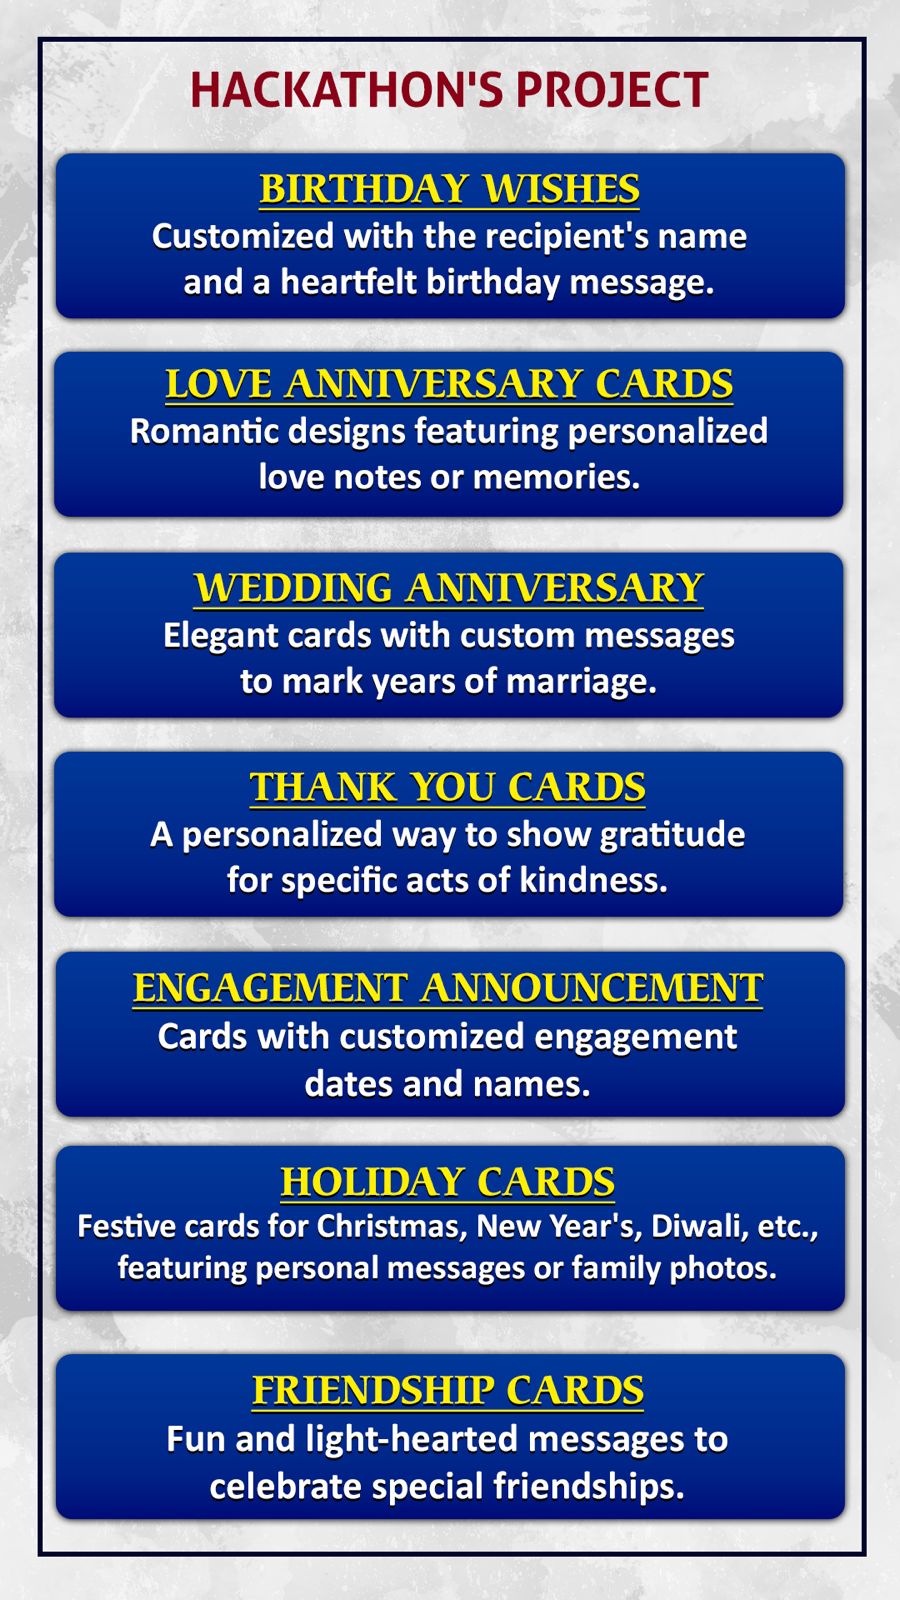 HACKATHON'S PROJECT
BIRTHDAY WISHES
Customized with the recipient's name
and a heartfelt birthday message.
LOVE ANNIVERSARY CARDS
Romantic designs featuring personalized
love notes or memories.
WEDDING ANNIVERSARY
Elegant cards with custom messages
to mark years of marriage.
THANK YOU CARDS
A personalized way to show gratitude
for specific acts of kindness.
ENGAGEMENT ANNOUNCEMENT
Cards with customized engagement
dates and names.
HOLIDAY CARDS
Festive cards for Christmas, New Year's, Diwali, etc.,
featuring personal messages or family photos.
FRIENDSHIP CARDS
Fun and light-hearted messages to
celebrate special friendships.